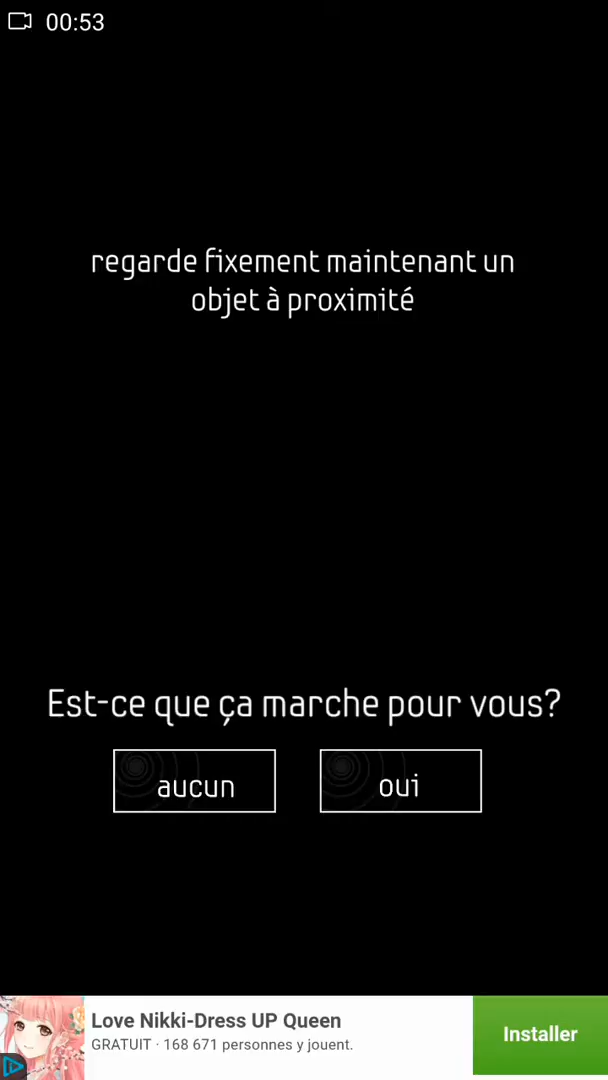 00:53
regarde fixement maintenant un
objet à proximité
Est-ce que ça marche pour vous?
aucun
oui
Love Nikki-Dress UP Queen
GRATUIT · 168 671 personnes y jouent.
Installer